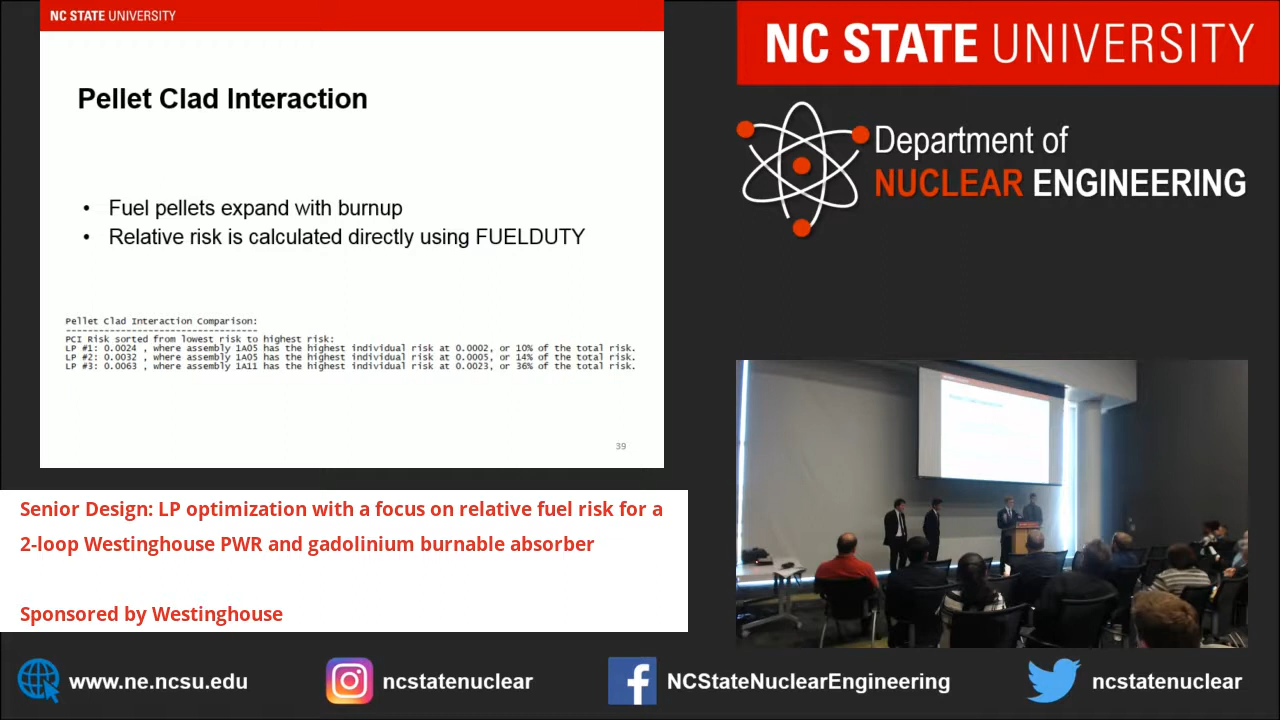 NC STATE UNIVERSITY
Pellet Clad Interaction
• Fuel pellets expand with burnup
• Relative risk is calculated directly using FUELDUTY
Pellet Clad Interaction Comparison:
-----------------------------------
PCI Risk sorted from lowest risk to highest risk:
LP #1: 0.0024 , where assembly 1A05 has the highest individual risk at 0.0002, or 10% of the total risk.
LP #2: 0.0032 , where assembly 1A05 has the highest individual risk at 0.0005, or 14% of the total risk.
LP #3: 0.0063 , where assembly 1A11 has the highest individual risk at 0.0023, or 36% of the total risk.
39
NC STATE UNIVERSITY
Department of
NUCLEAR ENGINEERING
Senior Design: LP optimization with a focus on relative fuel risk for a
2-loop Westinghouse PWR and gadolinium burnable absorber
Sponsored by Westinghouse
www.ne.ncsu.edu
ncstatenuclear
NCStateNuclearEngineering
ncstatenuclear